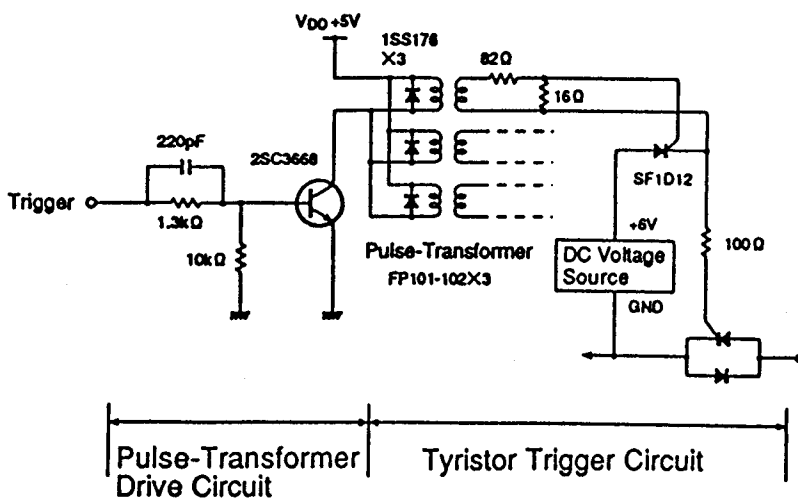 VDD +5V
1SS176
X3
82Ω
16Ω
220pF
2SC3668
Trigger
1.3kΩ
10kΩ
SF1D12
+6V
Pulse-Transformer
FP101-102X3
DC Voltage
Source
100Ω
GND
Pulse-Transformer
Drive Circuit
Tyristor Trigger Circuit